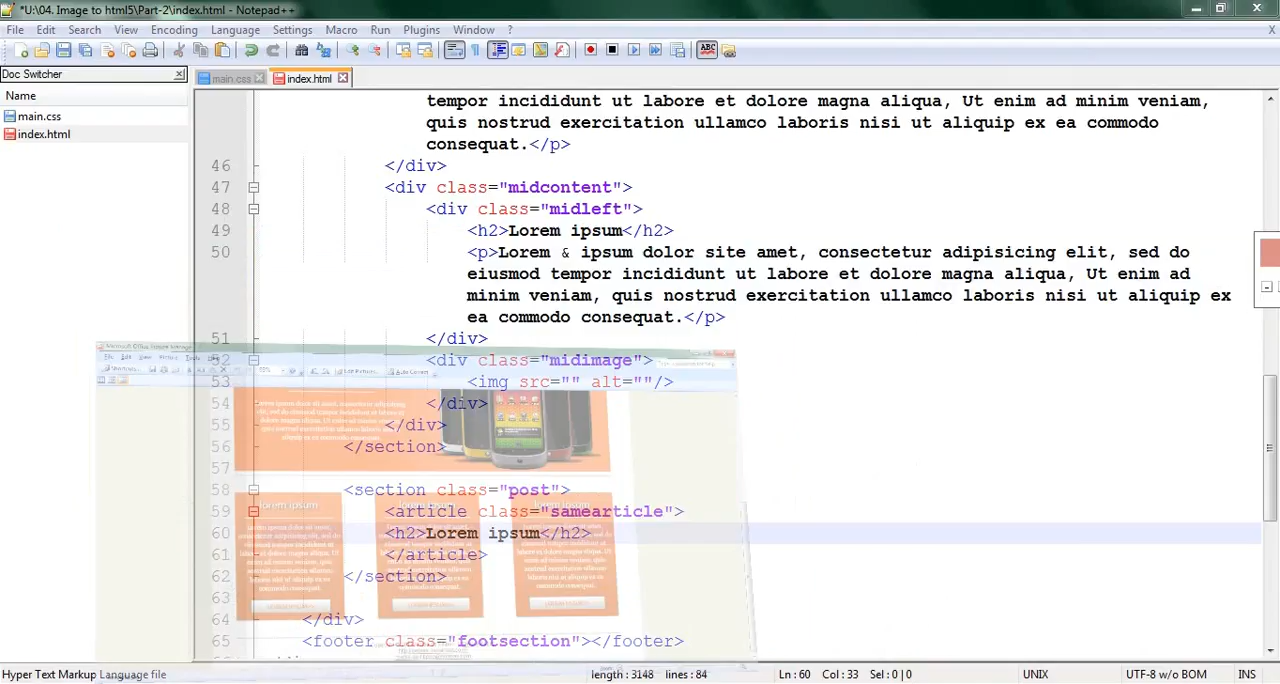 *U:\04. Image to html5\Part-2\index.html - Notepad++
File Edit Search View Encoding Language Settings Macro Run Plugins Window ? X
ABC
Doc Switcher
main.css index.html
Name
main.css
index.html
tempor incididunt ut labore et dolore magna aliqua, Ut enim ad minim veniam,
quis nostrud exercitation ullamco laboris nisi ut aliquip ex ea commodo
consequat.</p>
46 </div>
47 <div class="midcontent">
48 <div class="midleft">
49 <h2>Lorem ipsum</h2>
50 <p>Lorem & ipsum dolor site amet, consectetur adipisicing elit, sed do
eiusmod tempor incididunt ut labore et dolore magna aliqua, Ut enim ad
minim veniam, quis nostrud exercitation ullamco laboris nisi ut aliquip ex
ea commodo consequat.</p>
51 </div>
52 <div class="midimage">
53 <img src="" alt=""/>
54 </div>
55 </div>
56 </section>
57
58 <section class="post">
59 <article class="samearticle">
60 <h2>Lorem ipsum</h2>
61 </article>
62 </section>
63
64 </div>
65 <footer class="footsection"></footer>
Hyper Text Markup Language file length : 3148 lines : 84 Ln : 60 Col : 33 Sel : 0 | 0 UNIX UTF-8 w/o BOM INS